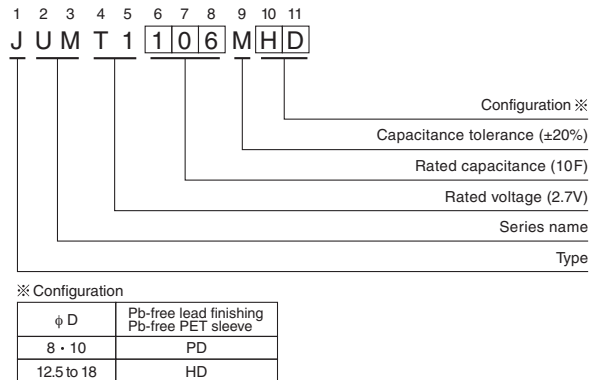 1 2 3 4 5 6 7 8 9 10 11
J U M T 1 1 0 6 M H D
Configuration ※
Capacitance tolerance (±20%)
Rated capacitance (10F)
Rated voltage (2.7V)
Series name
Type
※ Configuration
ϕ D
Pb-free lead finishing
Pb-free PET sleeve
8 · 10
PD
12.5 to 18
HD